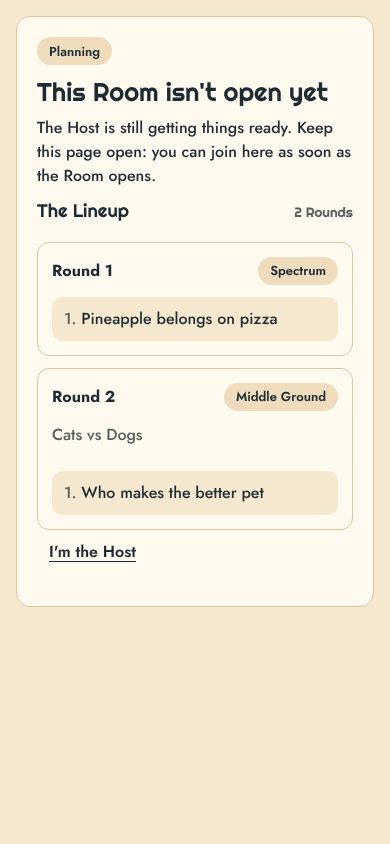 Planning
This Room isn't open yet
The Host is still getting things ready. Keep
this page open: you can join here as soon as
the Room opens.
The Lineup
2 Rounds
Round 1
Spectrum
1. Pineapple belongs on pizza
Round 2
Middle Ground
Cats vs Dogs
1. Who makes the better pet
I'm the Host